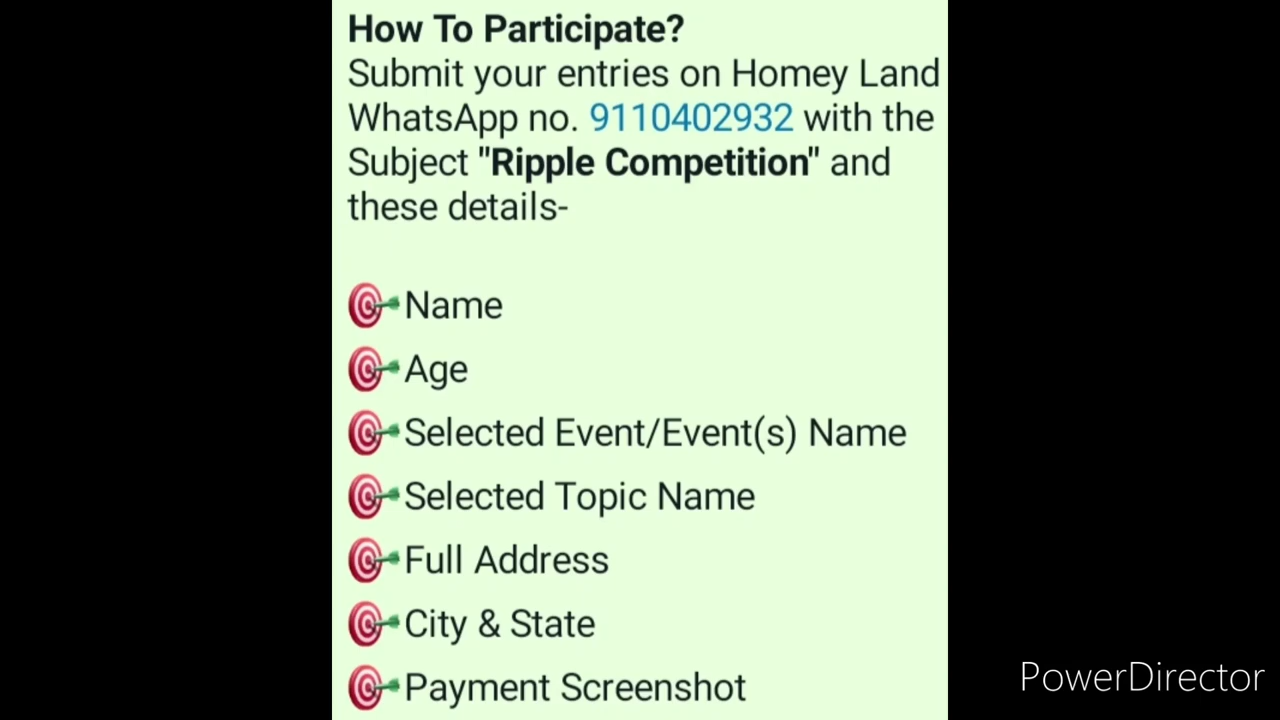 How To Participate?
Submit your entries on Homey Land
WhatsApp no. 9110402932 with the
Subject "Ripple Competition" and
these details-
Name
Age
Selected Event/Event(s) Name
Selected Topic Name
Full Address
City & State
Payment Screenshot
PowerDirector